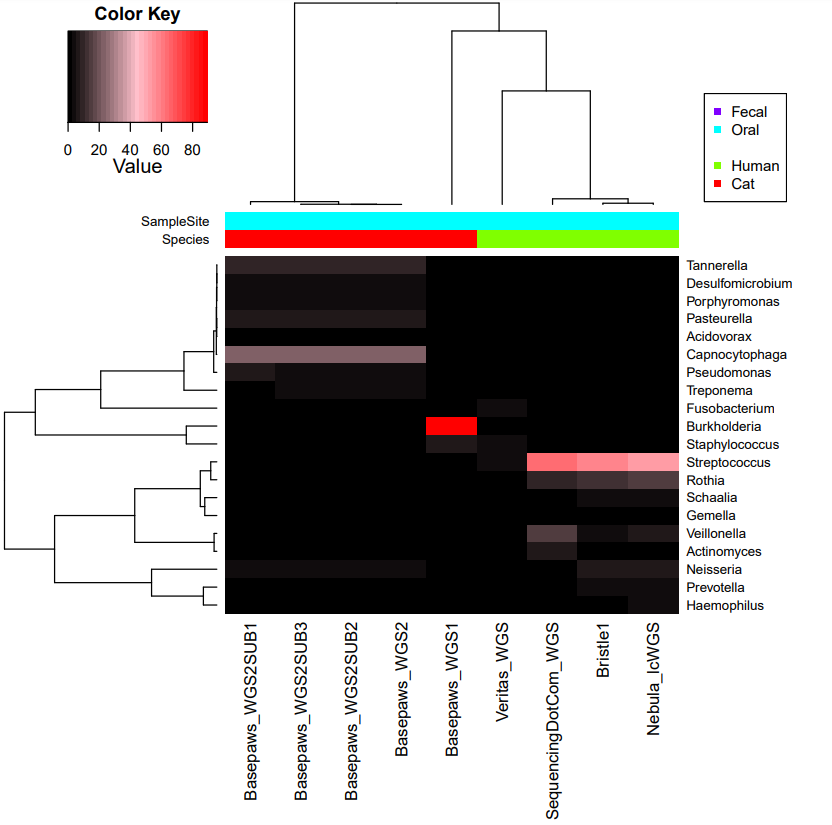 Color Key
0 20 40 60 80
Value
Fecal
Oral
Human
Cat
SampleSite
Species
Tannerella
Desulfomicrobium
Porphyromonas
Pasteurella
Acidovorax
Capnocytophaga
Pseudomonas
Treponema
Fusobacterium
Burkholderia
Staphylococcus
Streptococcus
Rothia
Schaalia
Gemella
Veillonella
Actinomyces
Neisseria
Prevotella
Haemophilus
Basepaws_WGS2SUB1
Basepaws_WGS2SUB3
Basepaws_WGS2SUB2
Basepaws_WGS2
Basepaws_WGS1
Veritas_WGS
SequencingDotCom_WGS
Bristle1
Nebula_lcWGS